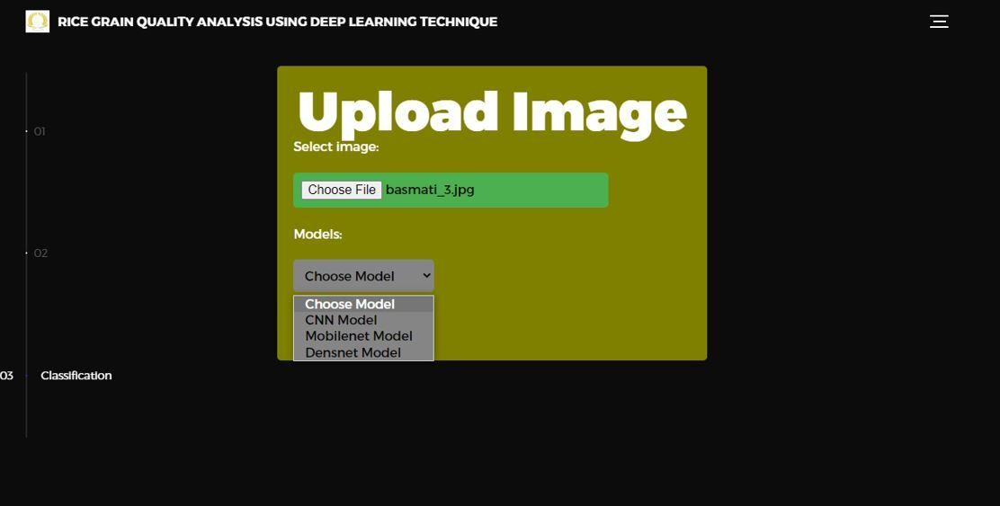 RICE GRAIN QUALITY ANALYSIS USING DEEP LEARNING TECHNIQUE
Upload Image
Select image:
Choose File basmati_3.jpg
Models:
Choose Model
Choose Model
CNN Model
Mobilenet Model
Densnet Model
01
02
03 Classification